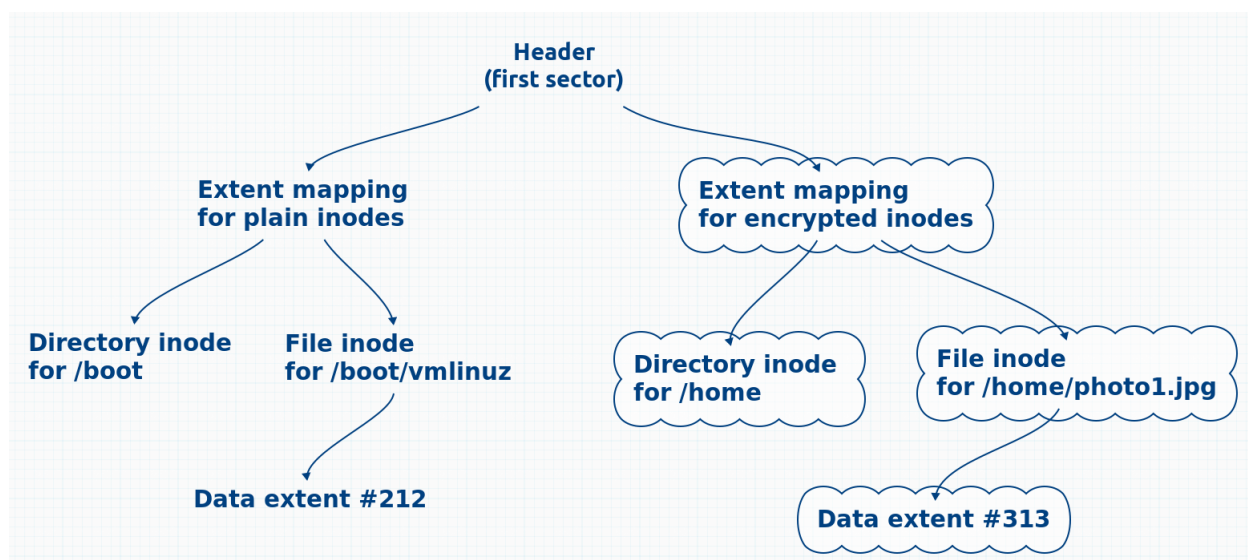 Header
(first sector)
Extent mapping
for plain inodes
Extent mapping
for encrypted inodes
Directory inode
for /boot
File inode
for /boot/vmlinuz
Directory inode
for /home
File inode
for /home/photo1.jpg
Data extent #212
Data extent #313